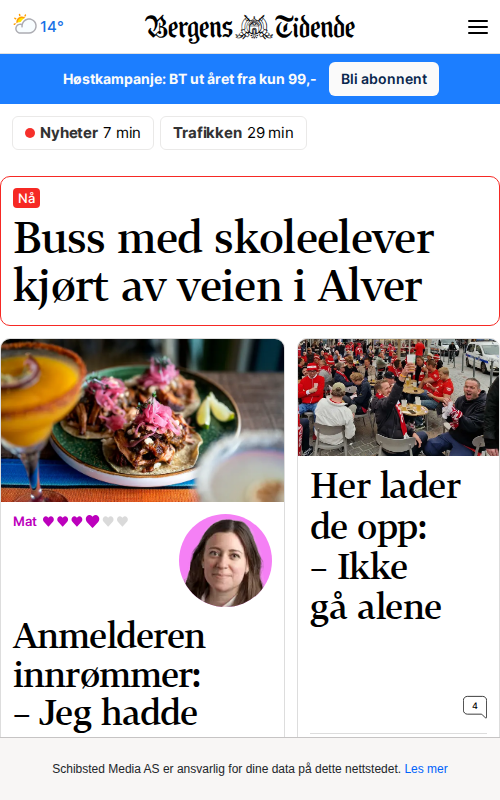 14°
Bergens Tidende
Høstkampanje: BT ut året fra kun 99,-
Bli abonnent
Nyheter 7 min
Trafikken 29 min
Nå
Buss med skoleelever
kjørt av veien i Alver
Mat
Anmelderen
innrømmer:
– Jeg hadde
Her lader
de opp:
– Ikke
gå alene
4
Schibsted Media AS er ansvarlig for dine data på dette nettstedet. Les mer